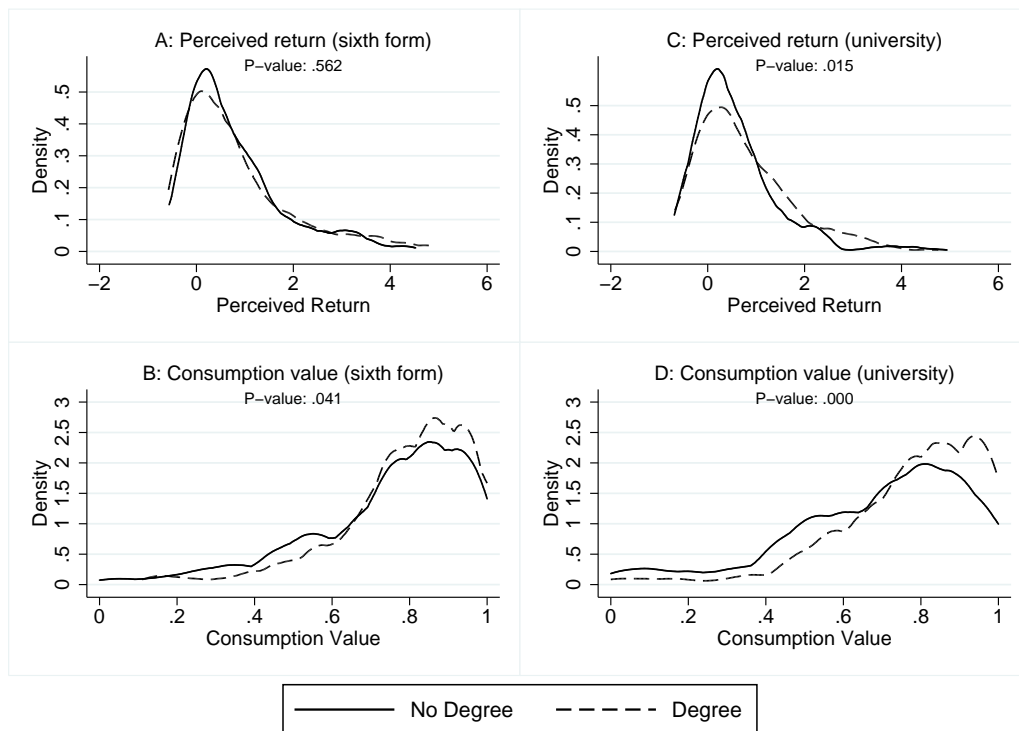 A: Perceived return (sixth form)
P−value: .562
Density
0 .1 .2 .3 .4 .5
−2 0 2 4 6
Perceived Return
C: Perceived return (university)
P−value: .015
Density
0 .1 .2 .3 .4 .5
−2 0 2 4 6
Perceived Return
B: Consumption value (sixth form)
P−value: .041
Density
0 .5 1 1.5 2 2.5 3
0 .2 .4 .6 .8 1
Consumption Value
D: Consumption value (university)
P−value: .000
Density
0 .5 1 1.5 2 2.5 3
0 .2 .4 .6 .8 1
Consumption Value
No Degree Degree